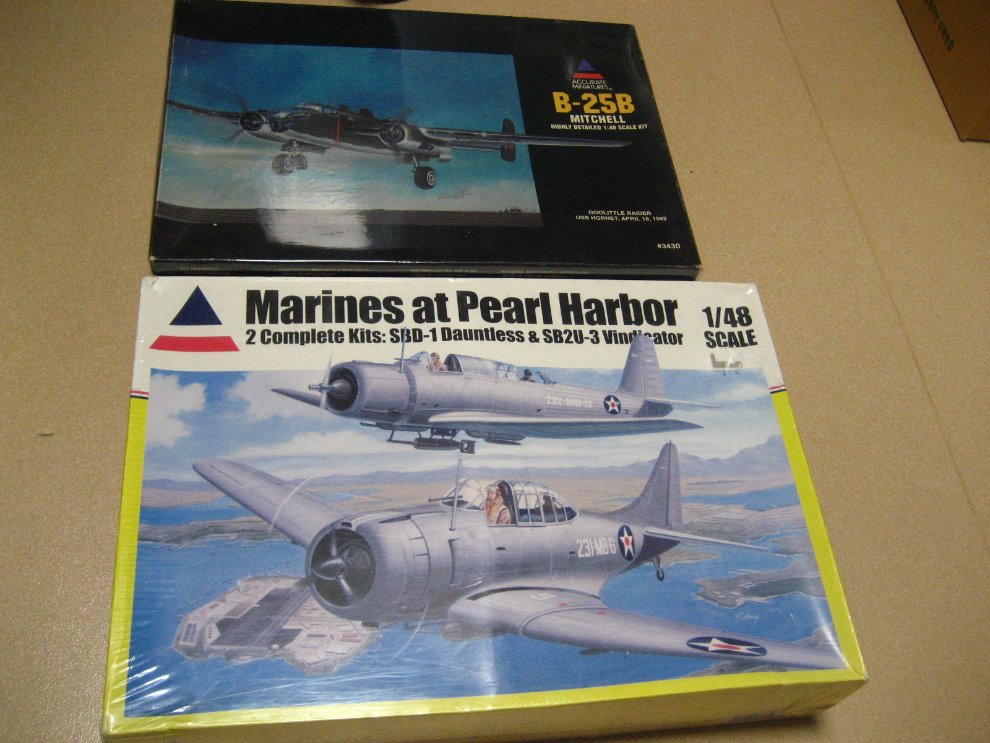 ACCURATE
MINIATURES
B-25B
MITCHELL
HIGHLY DETAILED 1/48 SCALE KIT
DOOLITTLE RAIDER
USS HORNET, APRIL 18, 1942
#3430
Marines at Pearl Harbor
2 Complete Kits: SBD-1 Dauntless & SB2U-3 Vindicator
1/48
SCALE
232-MB-12
231-MB-6